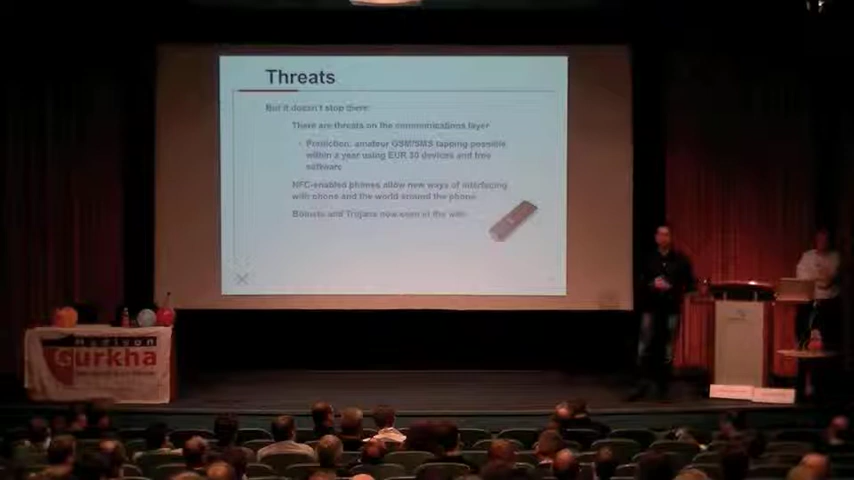 Threats
But it doesn't stop there:
There are threats on the communications layer
Prediction: amateur GSM/SMS tapping possible
within a year using EUR 30 devices and free
software
NFC-enabled phones allow new ways of interfacing
with phone and the world around the phone
Botnets and Trojans now seen in the wild
Madison
Gurkha